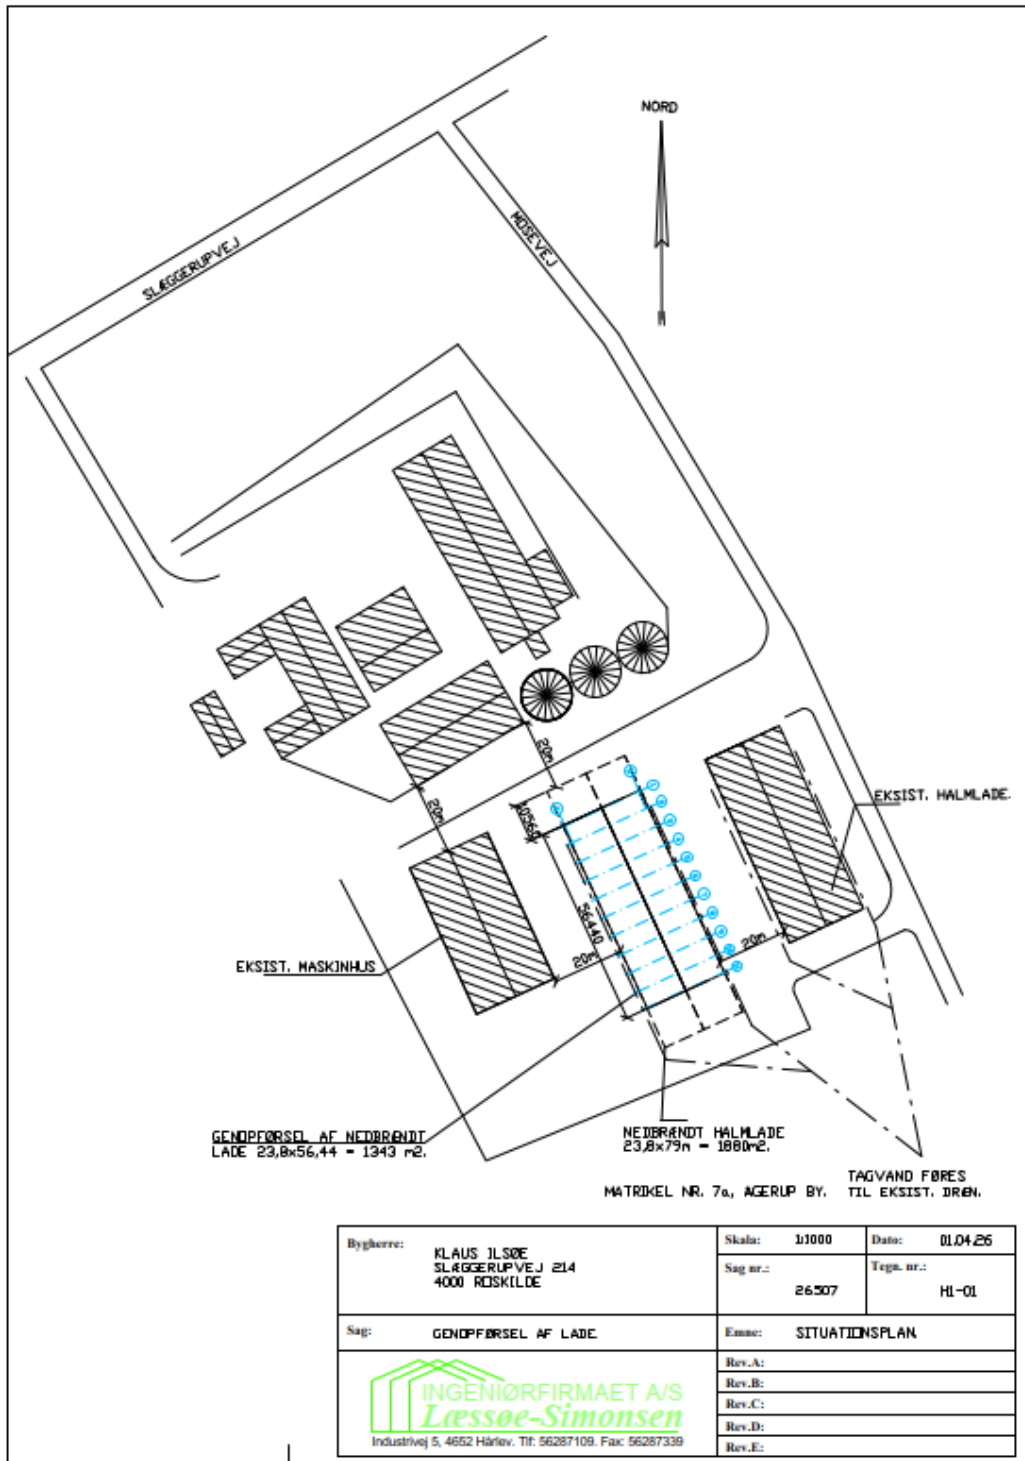 NORD
SLÆGGERUPVEJ
MOSEVEJ
20m
20m
10560
EKSIST. HALMLADE.
56440
20m
20m
EKSIST. MASKINHUS
GENOPFØRSEL AF NEDBRÆNDT
LADE 23,8x56,44 = 1343 m2.
NEDBRÆNDT HALMLADE
23,8x79m = 1880m2.
TAGVAND FØRES
TIL EKSIST. DRÆN.
MATRIKEL NR. 7a, AGERUP BY.
Bygherre:
KLAUS ILSØE
SLÆGGERUPVEJ 214
4000 ROSKILDE
Skala: 1:1000
Dato: 01.04.26
Sag nr.: 26507
Tegn. nr.: H1-01
Sag: GENOPFØRSEL AF LADE.
Emne: SITUATIONSPLAN.
Rev.A:
Rev.B:
Rev.C:
Rev.D:
Rev.E:
INGENIØRFIRMAET A/S
Læssøe-Simonsen
Industrivej 5, 4652 Hårlev. Tlf: 56287109. Fax: 56287339